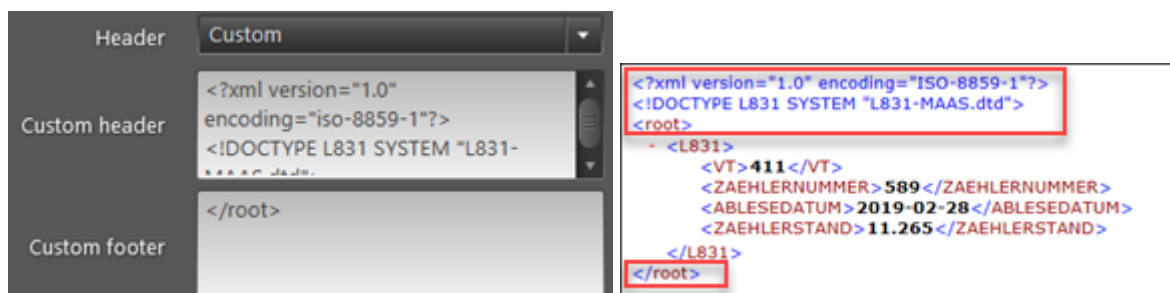 Header
Custom
Custom header
<?xml version="1.0"
encoding="iso-8859-1"?>
<!DOCTYPE L831 SYSTEM "L831-
MAAS.dtd">
Custom footer
</root>
<?xml version="1.0" encoding="ISO-8859-1"?>
<!DOCTYPE L831 SYSTEM "L831-MAAS.dtd">
<root>
- <L831>
<VT>411</VT>
<ZAEHLERNUMMER>589</ZAEHLERNUMMER>
<ABLESEDATUM>2019-02-28</ABLESEDATUM>
<ZAEHLERSTAND>11.265</ZAEHLERSTAND>
</L831>
</root>